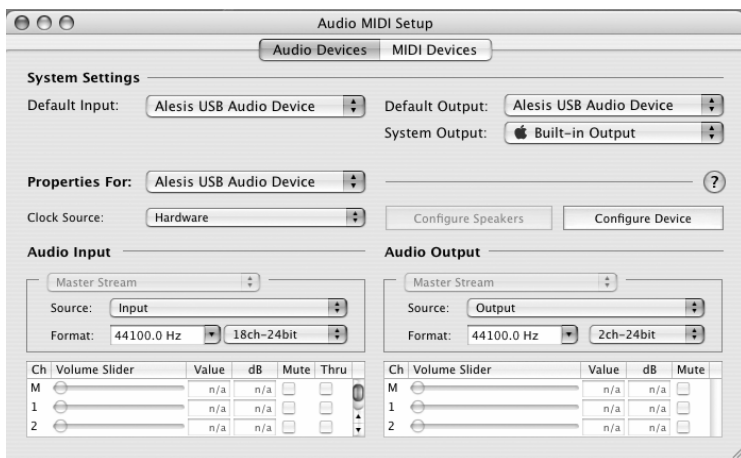 Audio MIDI Setup
Audio Devices MIDI Devices
System Settings
Default Input: Alesis USB Audio Device Default Output: Alesis USB Audio Device
System Output: Built-in Output
Properties For: Alesis USB Audio Device ?
Clock Source: Hardware Configure Speakers Configure Device
Audio Input Audio Output
Master Stream Master Stream
Source: Input Source: Output
Format: 44100.0 Hz 18ch-24bit Format: 44100.0 Hz 2ch-24bit
Ch Volume Slider Value dB Mute Thru Ch Volume Slider Value dB Mute
M n/a n/a M n/a n/a
1 n/a n/a 1 n/a n/a
2 n/a n/a 2 n/a n/a